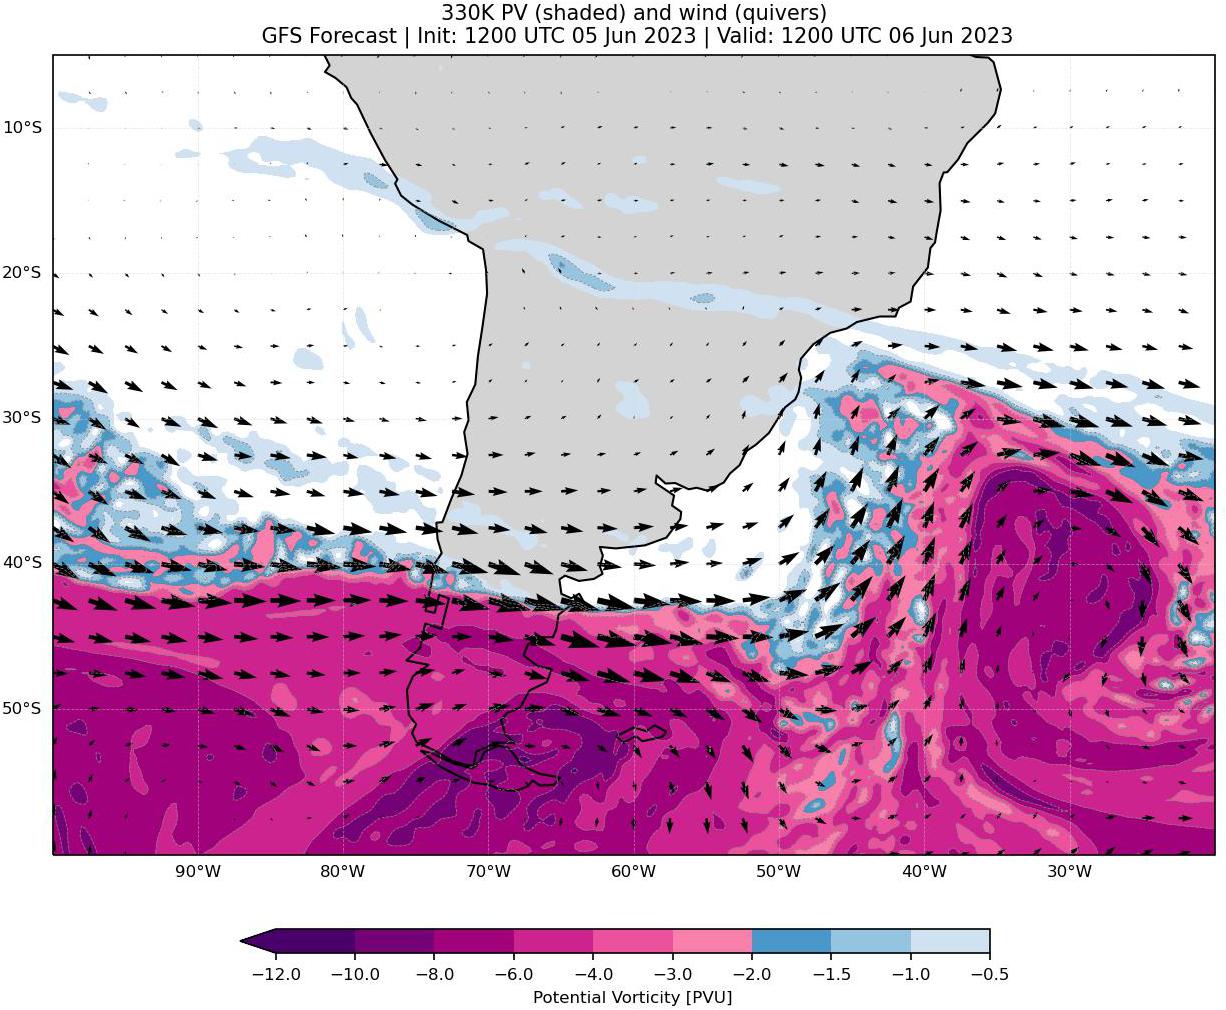 330K PV (shaded) and wind (quivers)
GFS Forecast | Init: 1200 UTC 05 Jun 2023 | Valid: 1200 UTC 06 Jun 2023
10°S
20°S
30°S
40°S
50°S
90°W 80°W 70°W 60°W 50°W 40°W 30°W
−12.0 −10.0 −8.0 −6.0 −4.0 −3.0 −2.0 −1.5 −1.0 −0.5
Potential Vorticity [PVU]